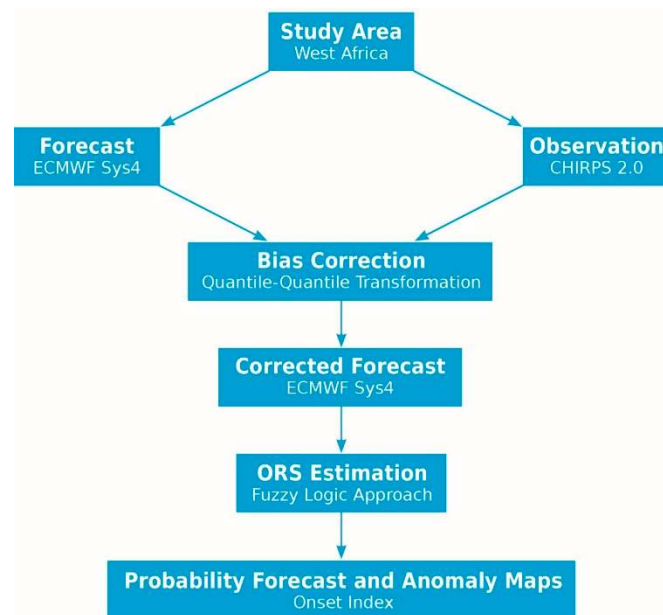 Study Area
West Africa
Forecast
ECMWF Sys4
Observation
CHIRPS 2.0
Bias Correction
Quantile-Quantile Transformation
Corrected Forecast
ECMWF Sys4
ORS Estimation
Fuzzy Logic Approach
Probability Forecast and Anomaly Maps
Onset Index